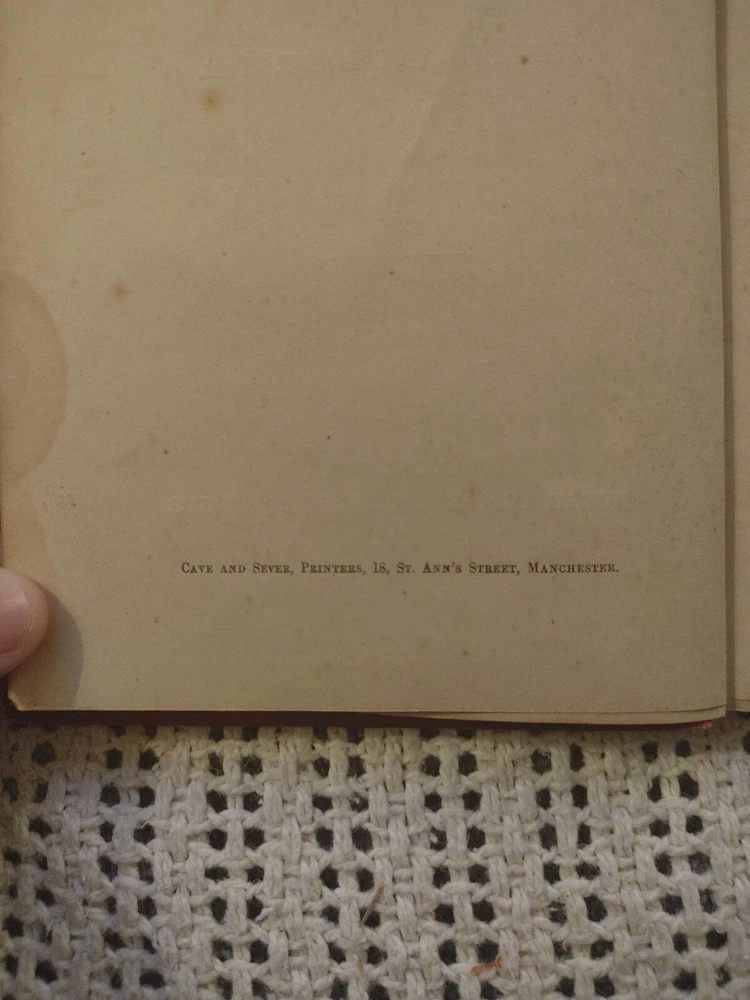 Cave and Sever, Printers, 18, St. Ann's Street, Manchester.